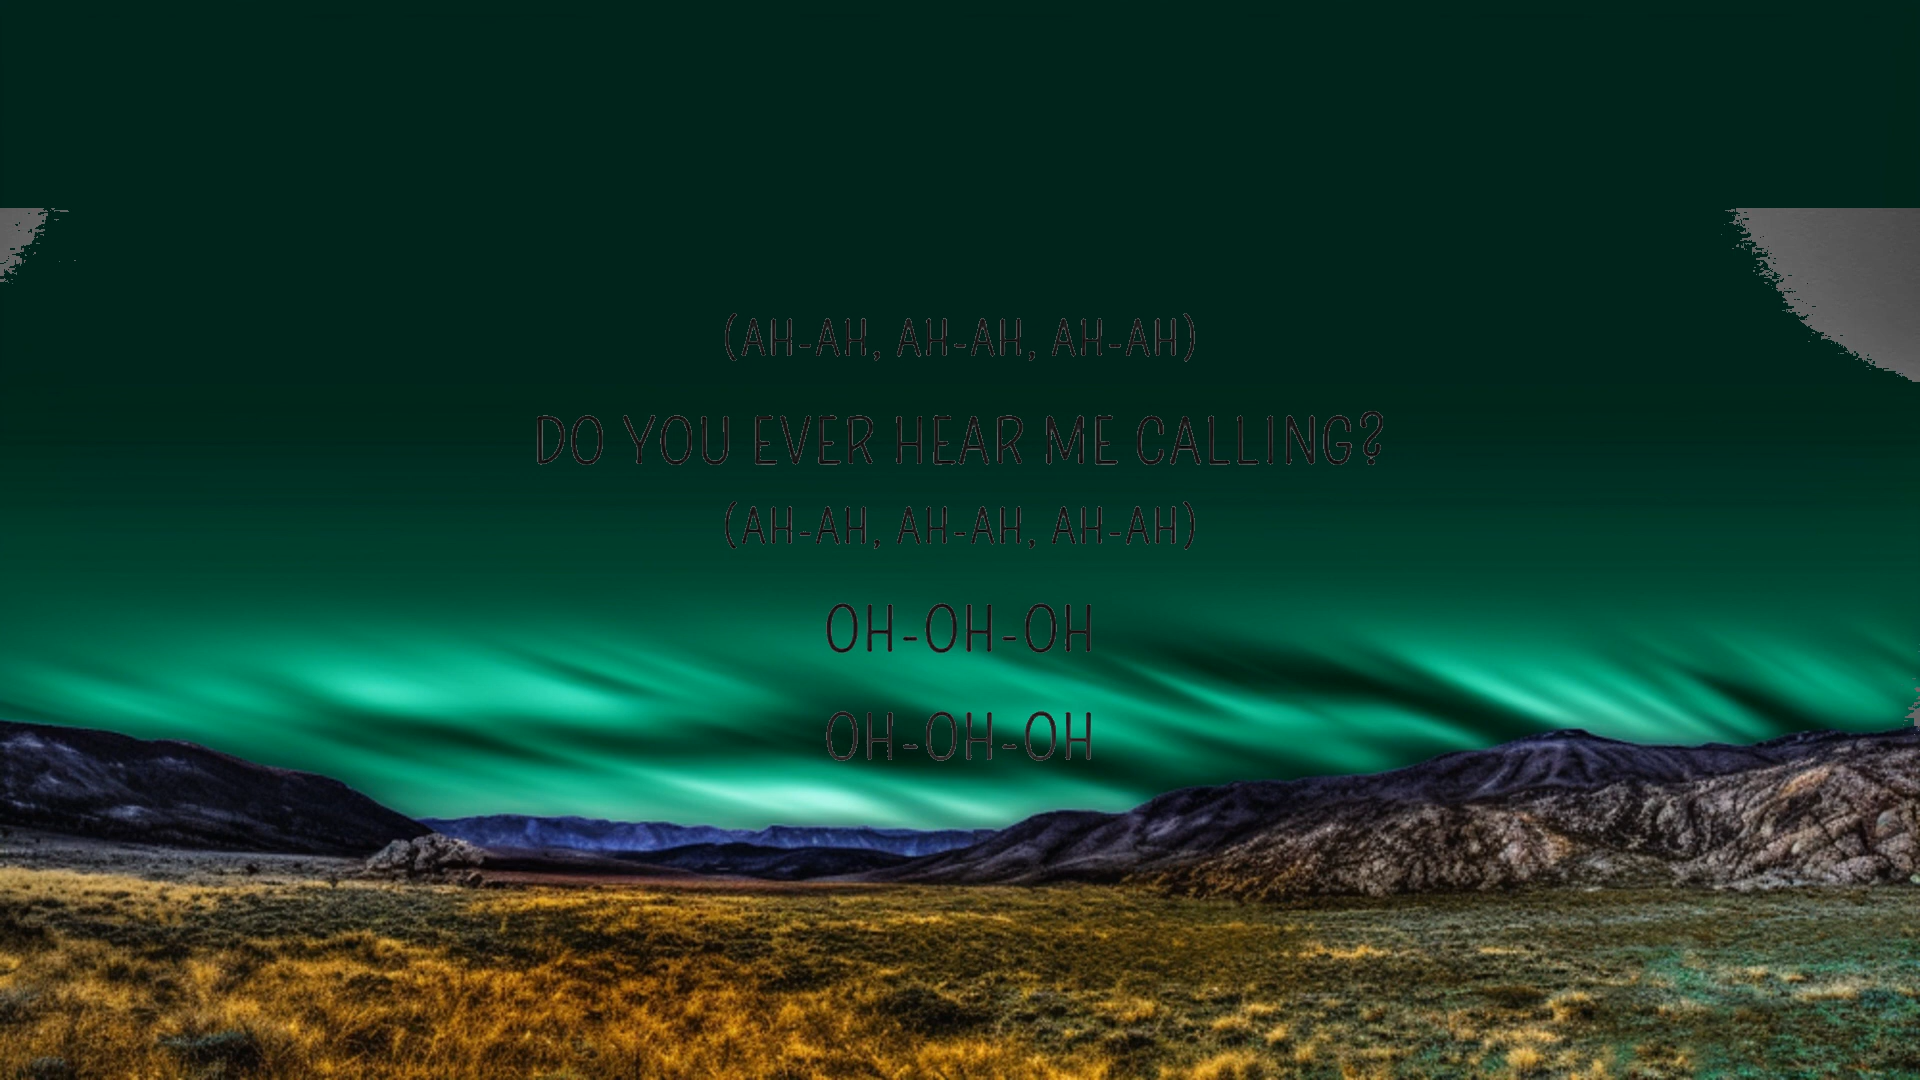 (AH-AH, AH-AH, AH-AH)
DO YOU EVER HEAR ME CALLING?
(AH-AH, AH-AH, AH-AH)
OH-OH-OH
OH-OH-OH